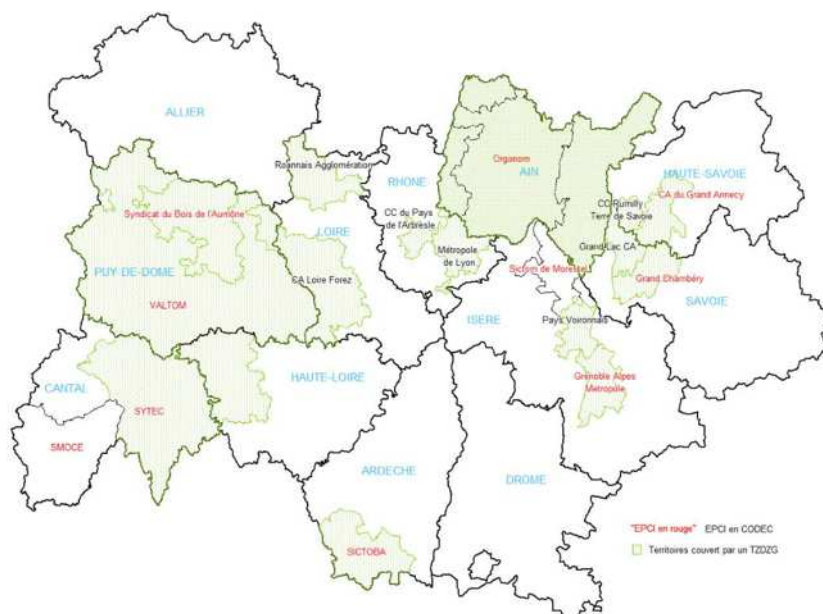 ALLIER
Roannais Agglomération
RHONE
Organom
AIN
HAUTE-SAVOIE
CA du Grand Annecy
CC Rumilly
Terre de Savoie
Syndicat du Bois de l'Aumône
LOIRE
CC du Pays
de l'Arbresle
Métropole
de Lyon
Grand Lac CA
PUY-DE-DOME
CA Loire Forez
Sictom de Morestel
Grand Chambéry
SAVOIE
VALTOM
ISERE
Pays Voironnais
CANTAL
HAUTE-LOIRE
Grenoble Alpes
Métropole
SYTEC
SMOCE
ARDECHE
DROME
SICTOBA
"EPCI en rouge" EPCI en CODEC
Territoires couvert par un TZDZG